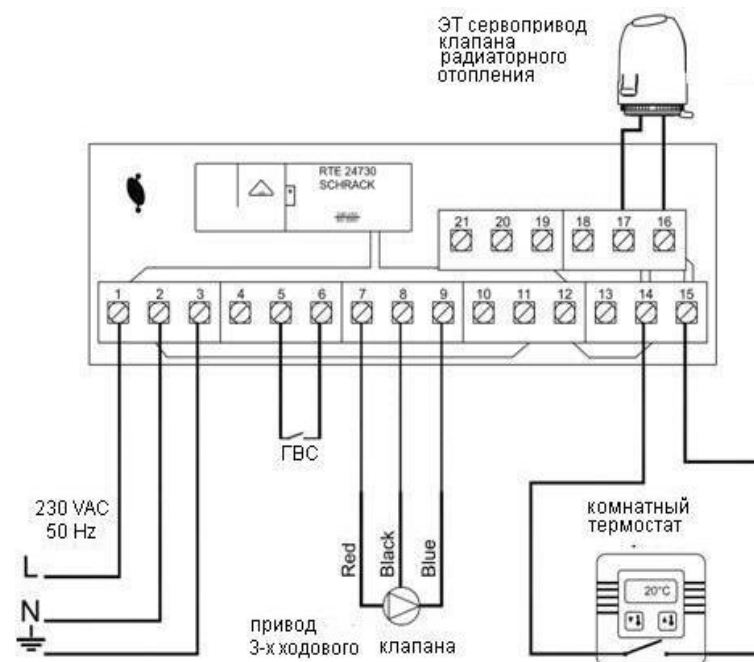 ЭТ сервопривод
клапана
радиаторного
отопления
RTE 24730
SCHRACK
21 20 19 18 17 16
1 2 3 4 5 6 7 8 9 10 11 12 13 14 15
ГВС
230 VAC
50 Hz
L
N
Red
Black
Blue
привод
3-х ходового клапана
комнатный
термостат
20°C